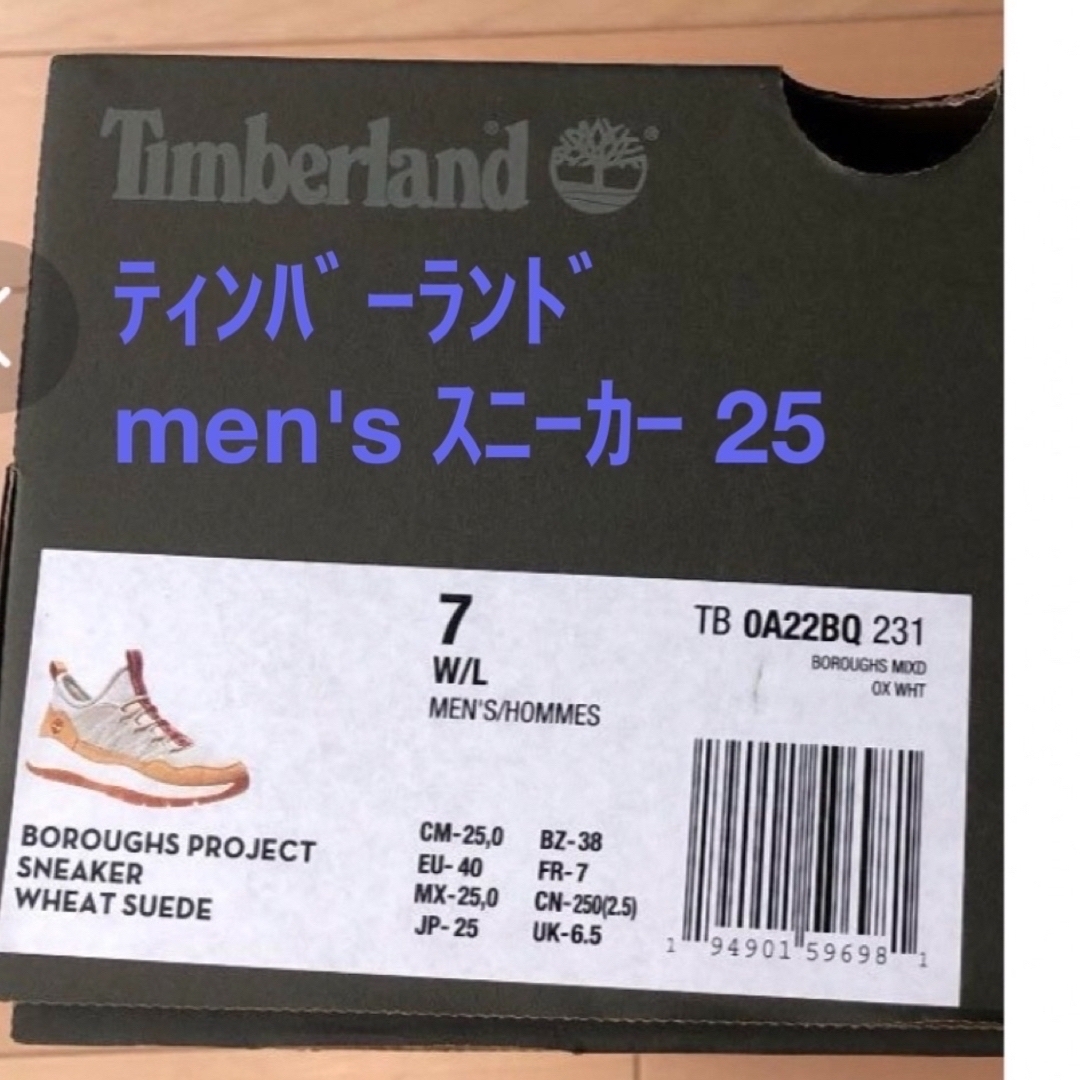 Timberland
ﾃｨﾝﾊﾞｰﾗﾝﾄﾞ
men's ｽﾆｰｶｰ 25
7
W/L
MEN'S/HOMMES
TB 0A22BQ 231
BOROUGHS MIXD
OX WHT
BOROUGHS PROJECT
SNEAKER
WHEAT SUEDE
CM-25,0 BZ-38
EU- 40 FR-7
MX-25,0 CN-250(2.5)
JP- 25 UK-6.5
1 94901 59698 1